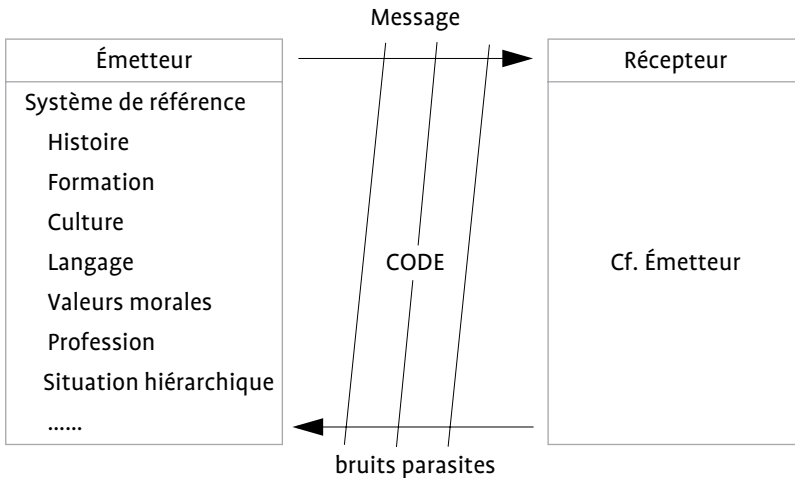 Message
Émetteur
Récepteur
Système de référence
Histoire
Formation
Culture
Langage
CODE
Cf. Émetteur
Valeurs morales
Profession
Situation hiérarchique
......
bruits parasites